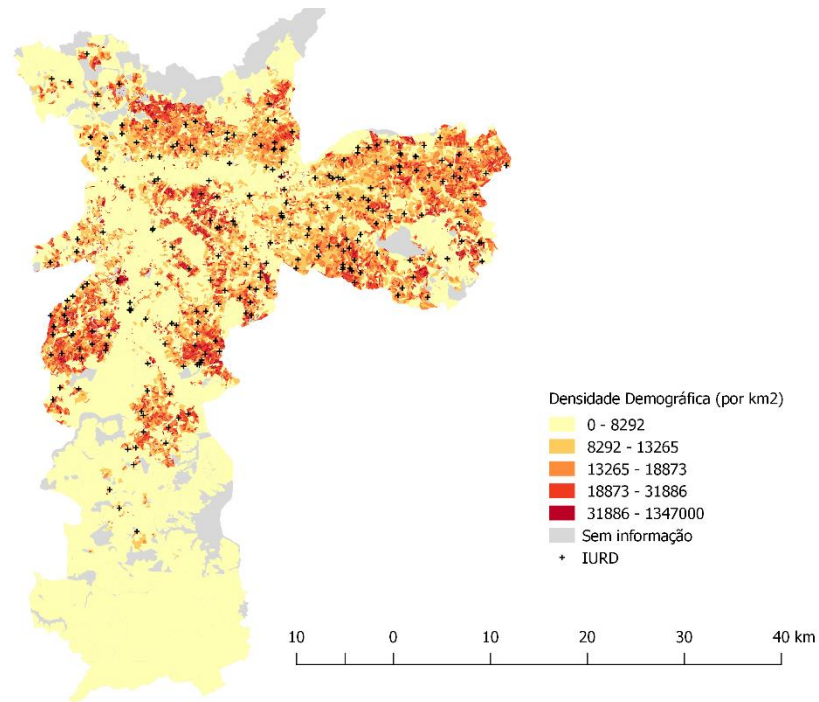 Densidade Demográfica (por km2)
0 - 8292
8292 - 13265
13265 - 18873
18873 - 31886
31886 - 1347000
Sem informação
IURD
10 0 10 20 30 40 km